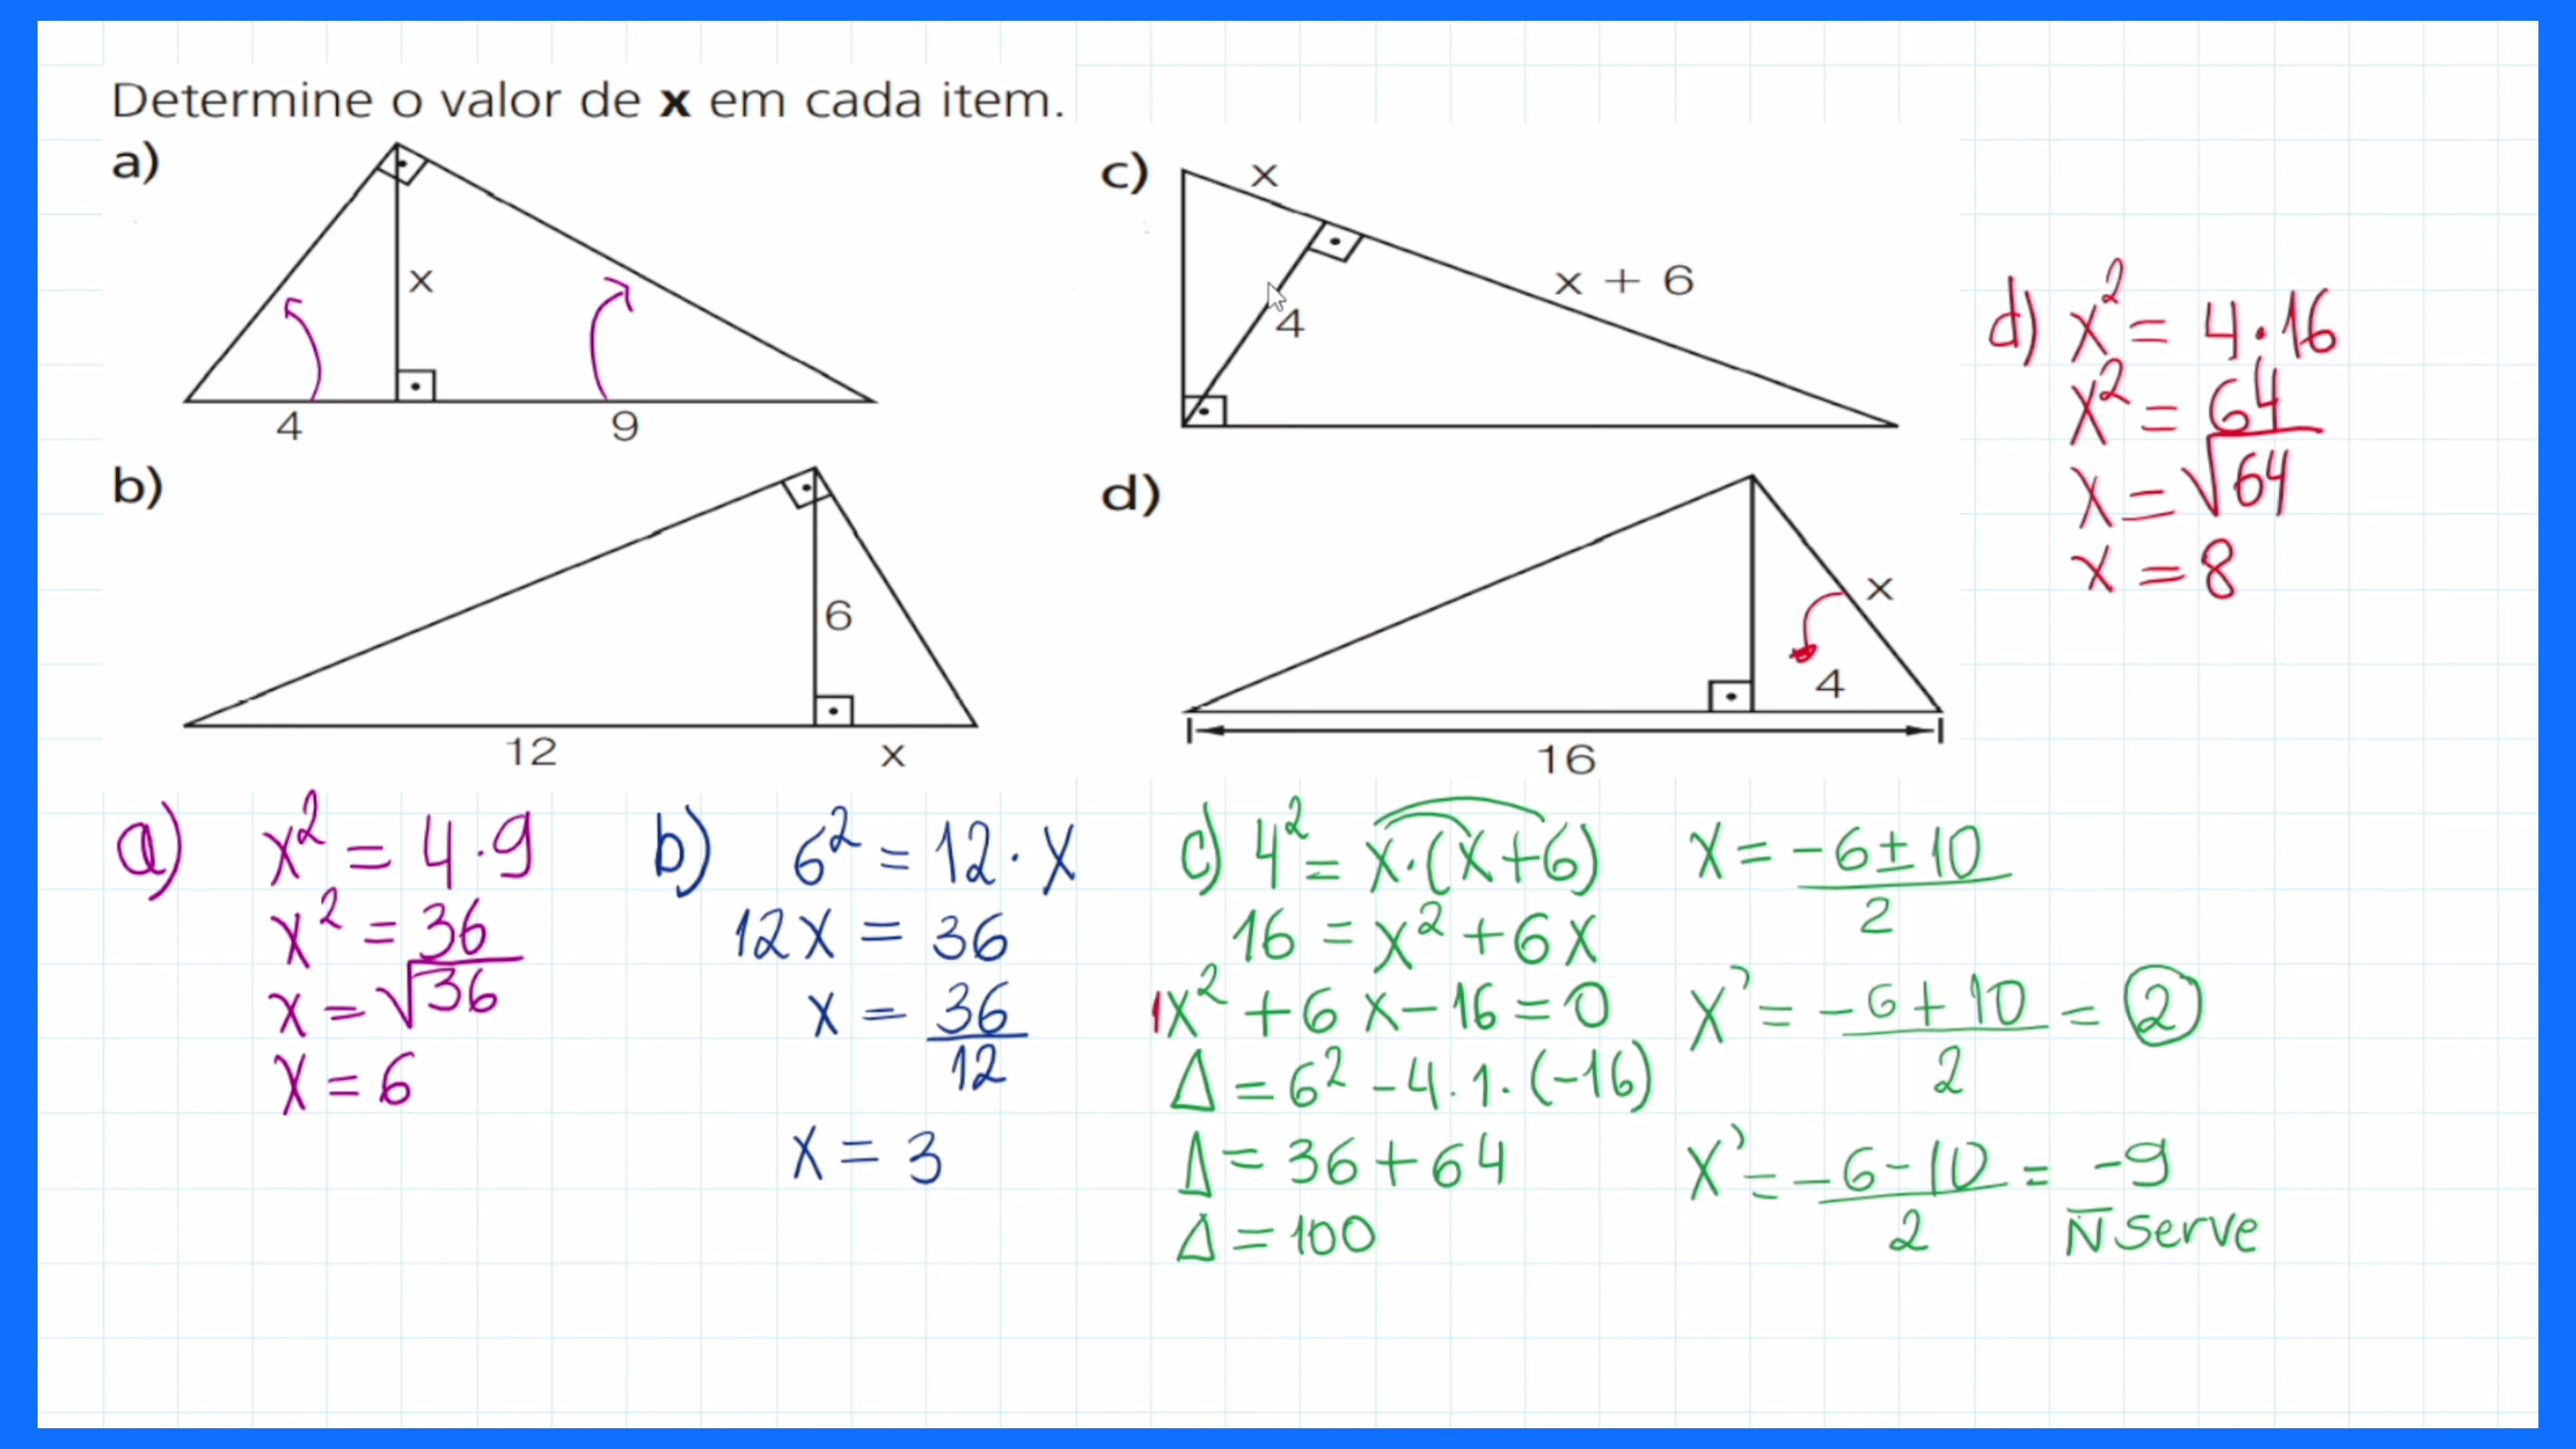 Determine o valor de x em cada item.
a)
x
4
9
b)
6
12
x
c)
x
4
x + 6
d)
x
4
16
d) x² = 4·16
x² = 64
x = √64
x = 8
a) x² = 4·9
x² = 36
x = √36
x = 6
b) 6² = 12·x
12x = 36
x = 36/12
x = 3
c) 4² = x·(x+6)
16 = x² + 6x
1x² + 6x - 16 = 0
Δ = 6² - 4.1.(-16)
Δ = 36 + 64
Δ = 100
x = -6±10/2
x' = -6+10/2 = 2
x' = -6-10/2 = -9
N̄ serve